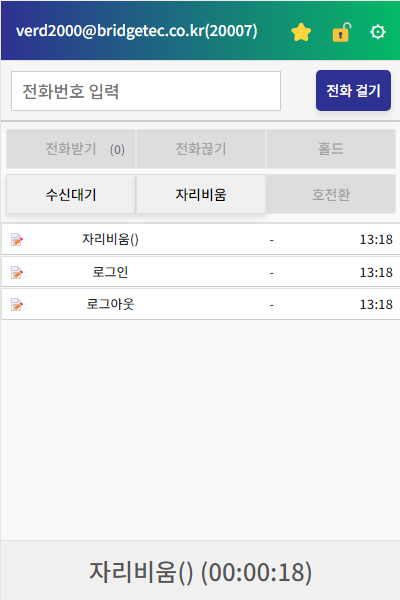 verd2000@bridgetec.co.kr(20007)
전화번호 입력 전화 걸기
전화받기 (0) 전화끊기 홀드
수신대기 자리비움 호전환
자리비움() - 13:18
로그인 - 13:18
로그아웃 - 13:18
자리비움() (00:00:18)